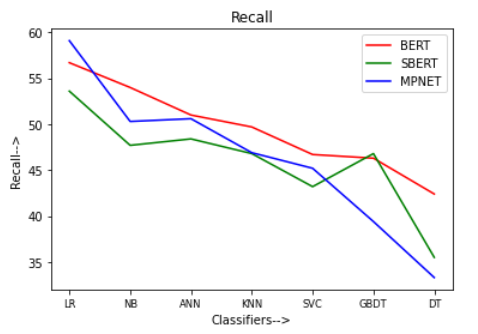 Recall
BERT
SBERT
MPNET
60
55
50
45
40
35
Recall-->
LR NB ANN KNN SVC GBDT DT
Classifiers-->